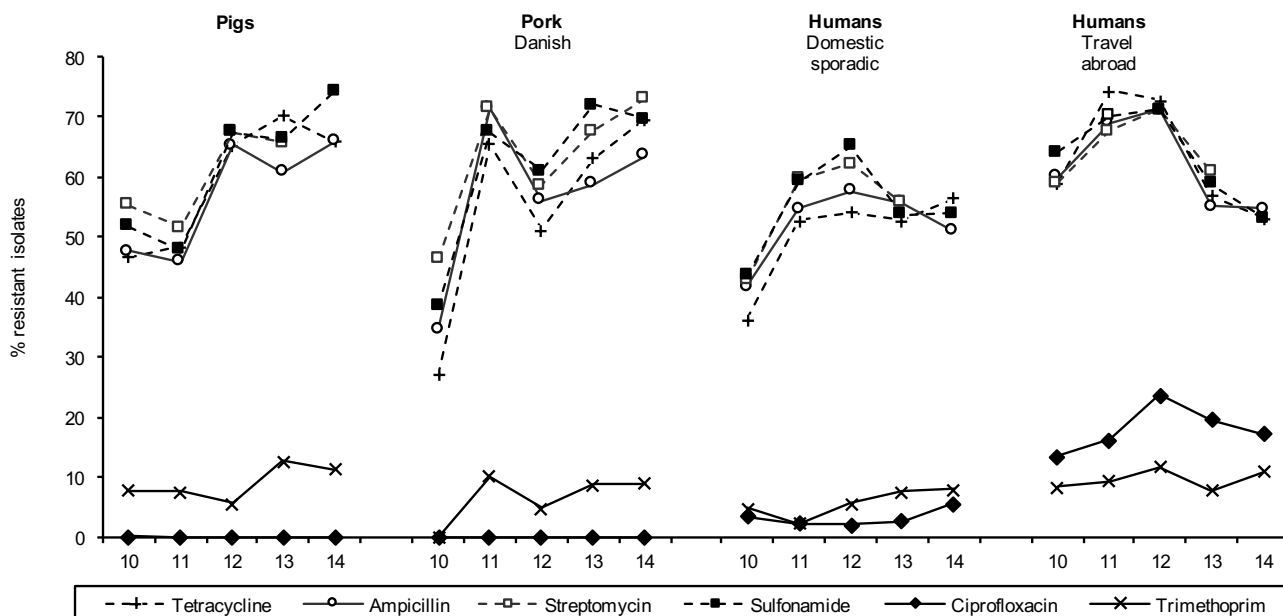 Pigs
Pork
Danish
Humans
Domestic
sporadic
Humans
Travel
abroad
% resistant isolates
80
70
60
50
40
30
20
10
0
10 11 12 13 14 10 11 12 13 14 10 11 12 13 14 10 11 12 13 14
Tetracycline Ampicillin Streptomycin Sulfonamide Ciprofloxacin Trimethoprim